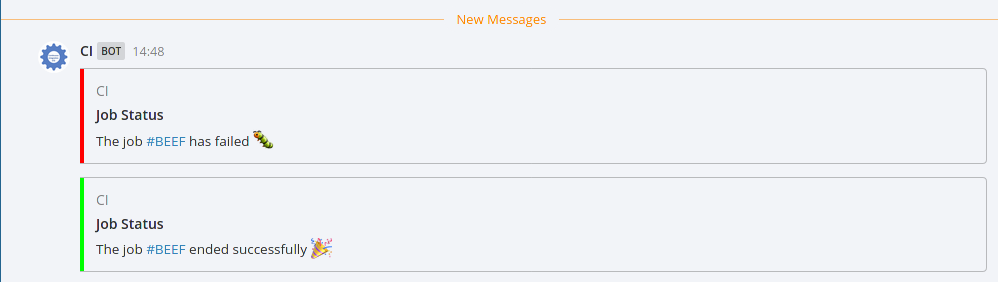 New Messages
CI BOT 14:48
CI
Job Status
The job #BEEF has failed 🐛
CI
Job Status
The job #BEEF ended successfully 🎉